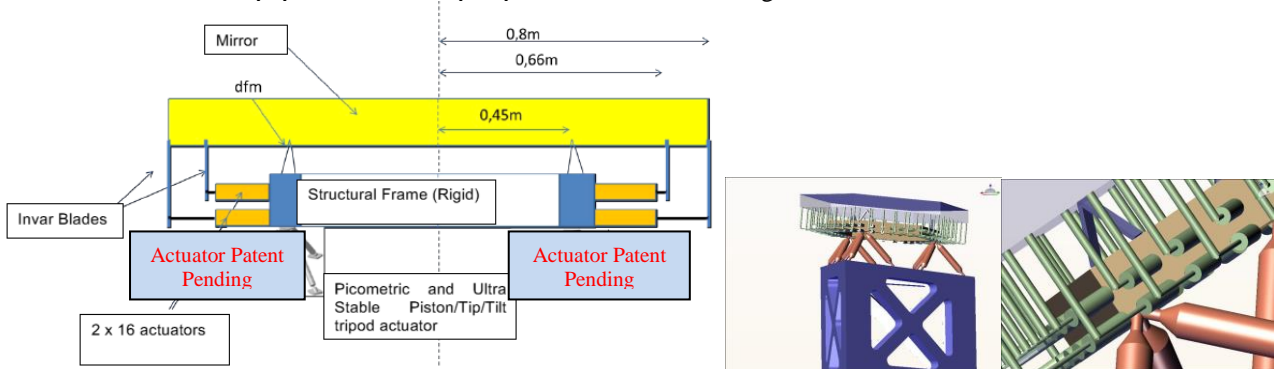 Mirror
0,8m
0,66m
dfm
0,45m
Structural Frame (Rigid)
Invar Blades
Actuator Patent
Pending
Actuator Patent
Pending
Picometric and Ultra
Stable Piston/Tip/Tilt
tripod actuator
2 x 16 actuators